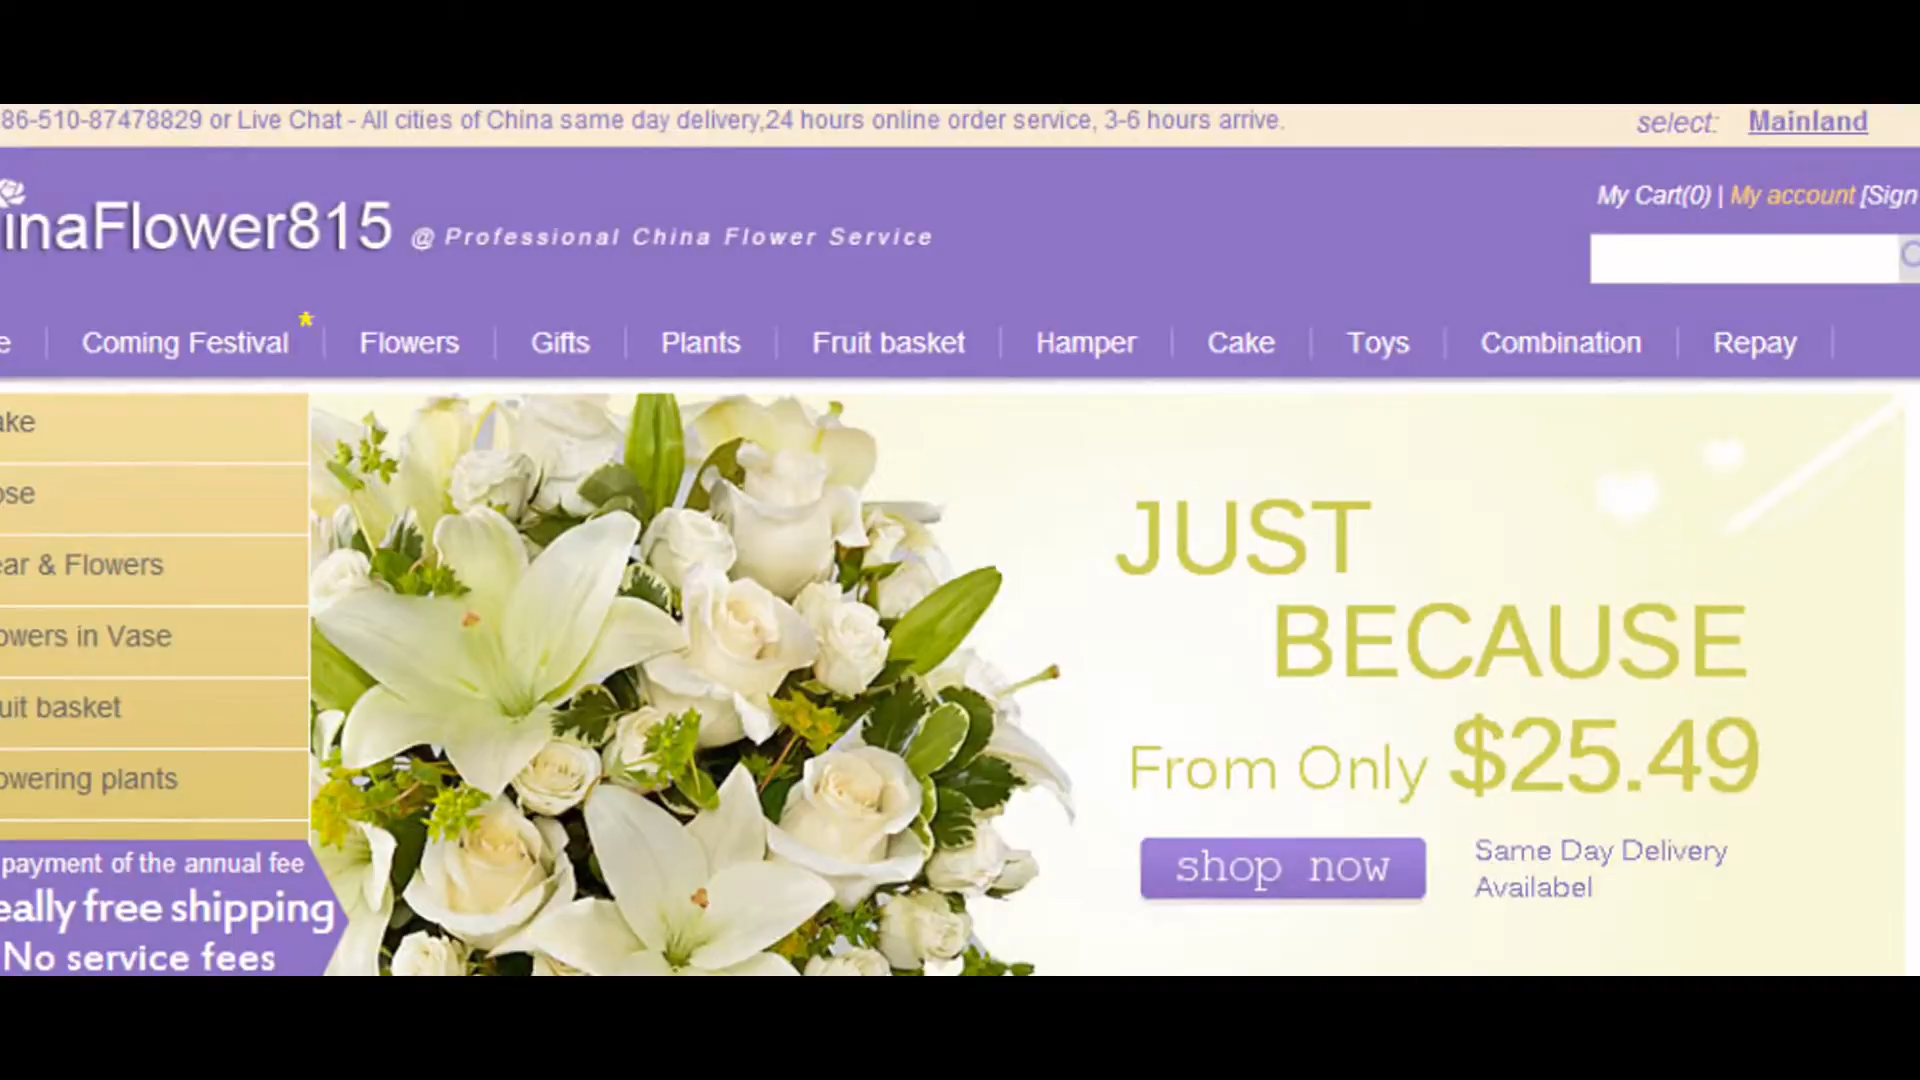 86-510-87478829 or Live Chat - All cities of China same day delivery,24 hours online order service, 3-6 hours arrive.
select: Mainland
My Cart(0) | My account [Sign
inaFlower815 @ Professional China Flower Service
e Coming Festival * Flowers Gifts Plants Fruit basket Hamper Cake Toys Combination Repay
ake
ose
ear & Flowers
owers in Vase
uit basket
owering plants
payment of the annual fee
eally free shipping
No service fees
JUST
BECAUSE
From Only $25.49
shop now
Same Day Delivery
Availabel